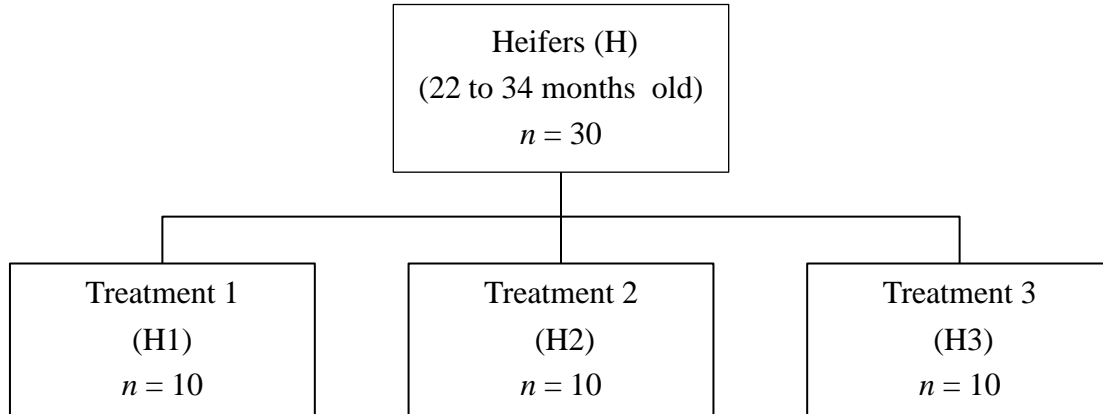 Heifers (H)
(22 to 34 months old)
n = 30
Treatment 1
(H1)
n = 10
Treatment 2
(H2)
n = 10
Treatment 3
(H3)
n = 10